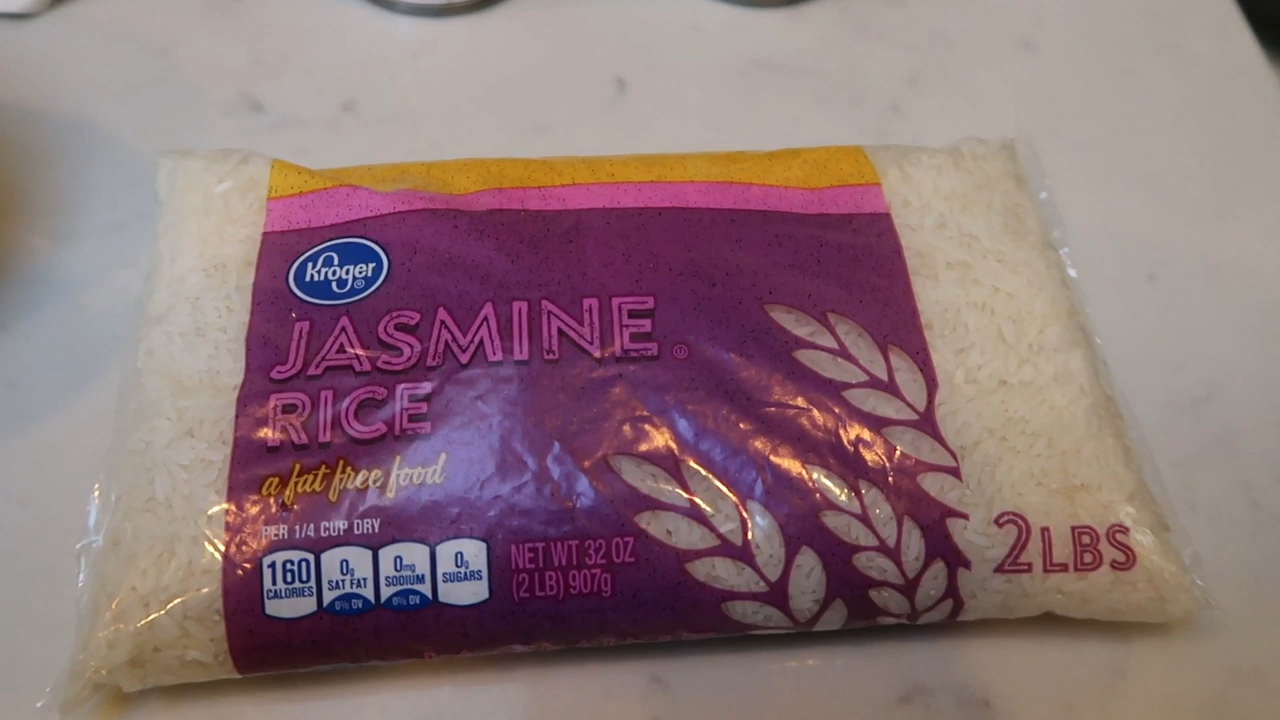 Kroger®
JASMINE Ⓤ
RICE
a fat free food
PER 1/4 CUP DRY
160 CALORIES
0g SAT FAT 0% DV
0mg SODIUM 0% DV
0g SUGARS
NET WT 32 OZ
(2 LB) 907g
2LBS